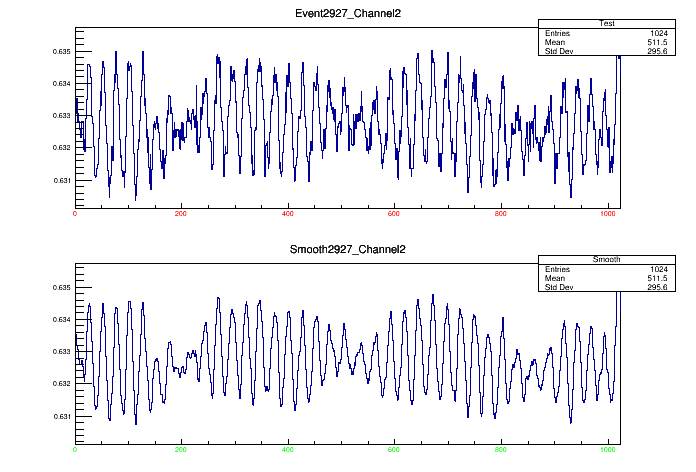 Event2927_Channel2
Test
Entries 1024
Mean 511.5
Std Dev 295.6
0.635
0.634
0.633
0.632
0.631
0 200 400 600 800 1000
Smooth2927_Channel2
Smooth
Entries 1024
Mean 511.5
Std Dev 295.6
0.635
0.634
0.633
0.632
0.631
0 200 400 600 800 1000